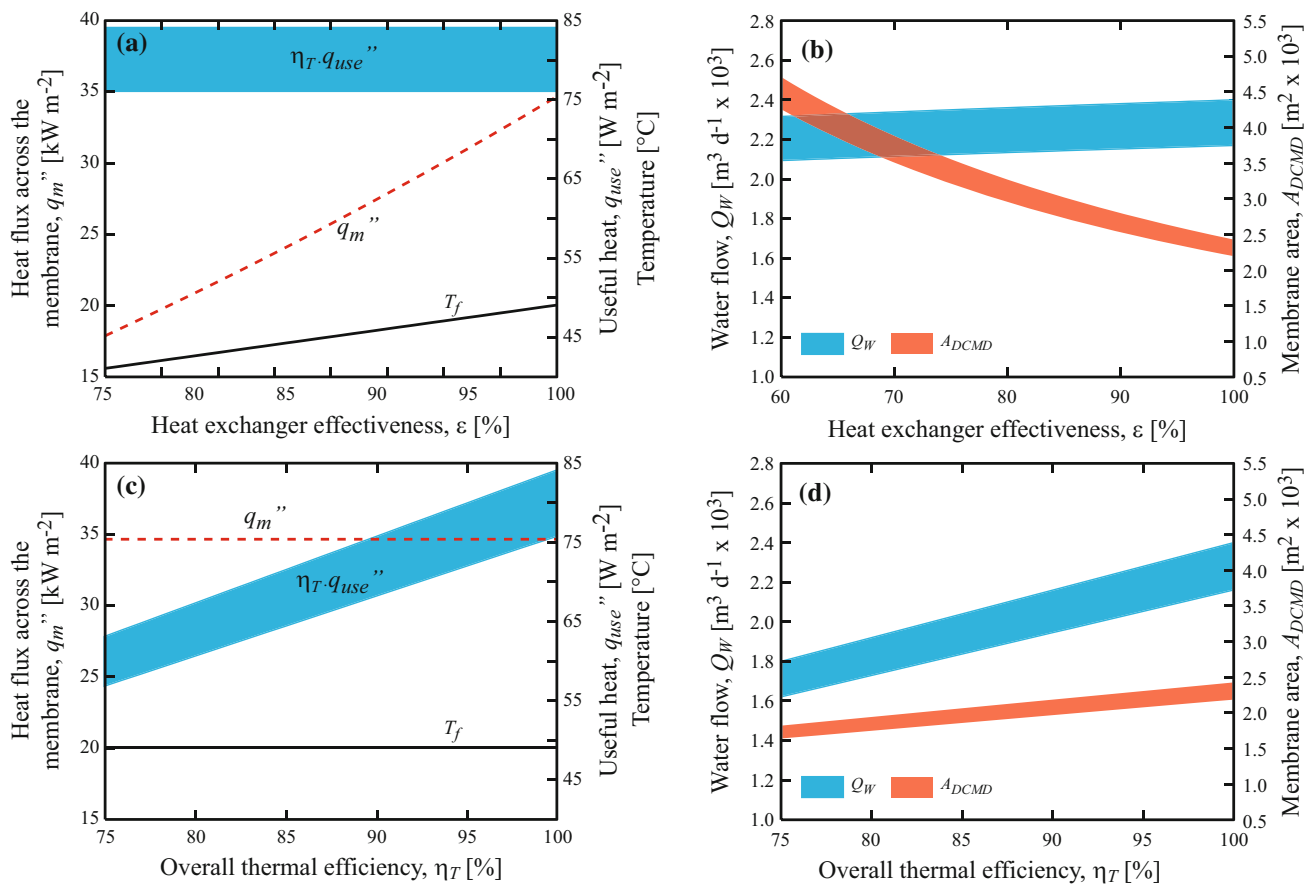 (a)
40
35
30
25
20
15
Heat flux across the
membrane, qm’’ [kW m-2]
ηT·quse’’
qm’’
Tf
85
75
65
55
45
Useful heat, quse’’ [W m-2]
Temperature [°C]
75 80 85 90 95 100
Heat exchanger effectiveness, ε [%]
(b)
2.8
2.6
2.4
2.2
2.0
1.8
1.6
1.4
1.2
1.0
Water flow, QW [m3 d-1 x 103]
QW ADCMD
5.5
5.0
4.5
4.0
3.5
3.0
2.5
2.0
1.5
1.0
0.5
Membrane area, ADCMD [m2 x 103]
60 70 80 90 100
Heat exchanger effectiveness, ε [%]
(c)
40
35
30
25
20
15
Heat flux across the
membrane, qm’’ [kW m-2]
qm’’
ηT·quse’’
Tf
85
75
65
55
45
Useful heat, quse’’ [W m-2]
Temperature [°C]
75 80 85 90 95 100
Overall thermal efficiency, ηT [%]
(d)
2.8
2.6
2.4
2.2
2.0
1.8
1.6
1.4
1.2
1.0
Water flow, QW [m3 d-1 x 103]
QW ADCMD
5.5
5.0
4.5
4.0
3.5
3.0
2.5
2.0
1.5
1.0
0.5
Membrane area, ADCMD [m2 x 103]
75 80 85 90 100
Overall thermal efficiency, ηT [%]